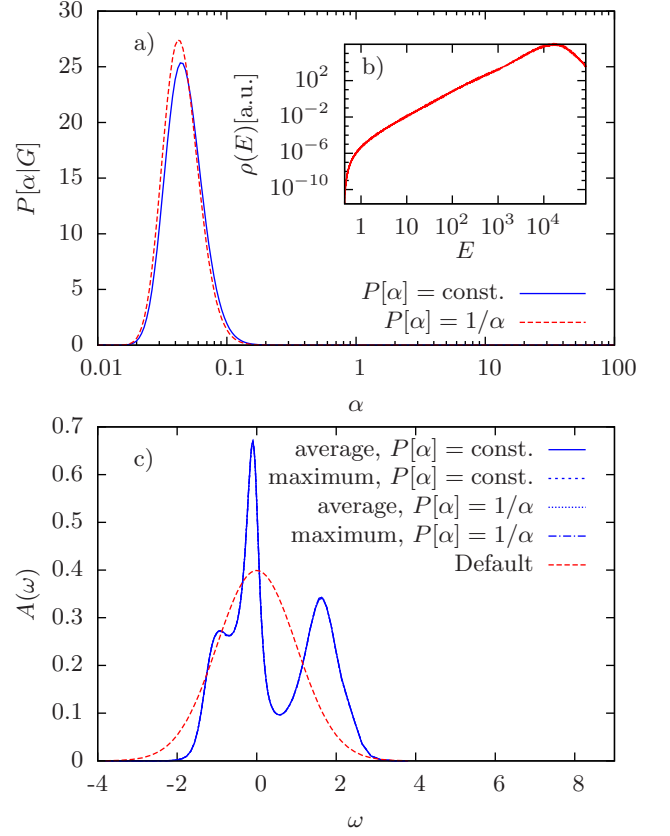 a)
30
25
20
15
10
5
0
P[α|G]
0.01 0.1 1 10 100
α
b)
10^2
10^-2
10^-6
10^-10
ρ(E)[a.u.]
1 10 10^2 10^3 10^4
E
P[α] = const.
P[α] = 1/α
c)
0.7
0.6
0.5
0.4
0.3
0.2
0.1
0
A(ω)
average, P[α] = const.
maximum, P[α] = const.
average, P[α] = 1/α
maximum, P[α] = 1/α
Default
-4 -2 0 2 4 6 8
ω